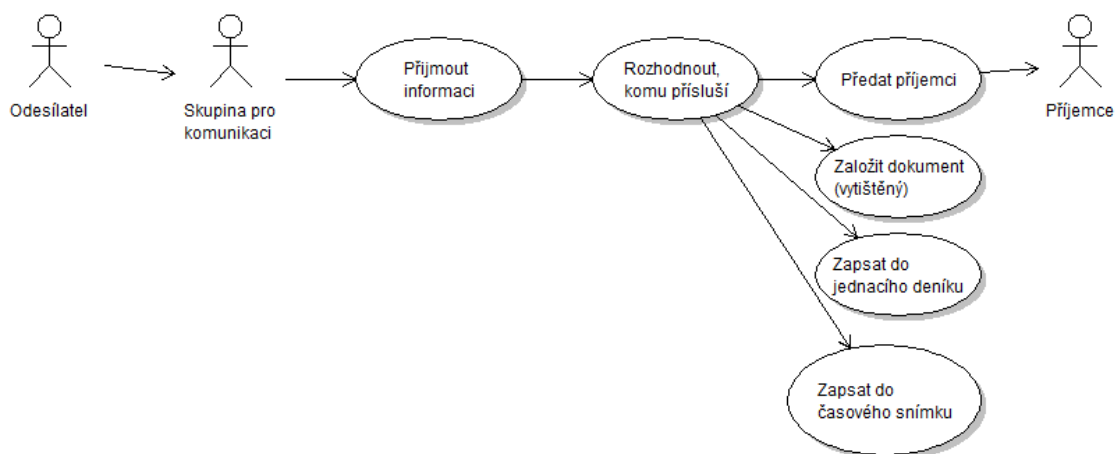 Odesílatel
Skupina pro
komunikaci
Přijmout
informaci
Rozhodnout,
komu přísluší
Předat příjemci
Příjemce
Založit dokument
(vytištěný)
Zapsat do
jednacího deníku
Zapsat do
časového snímku